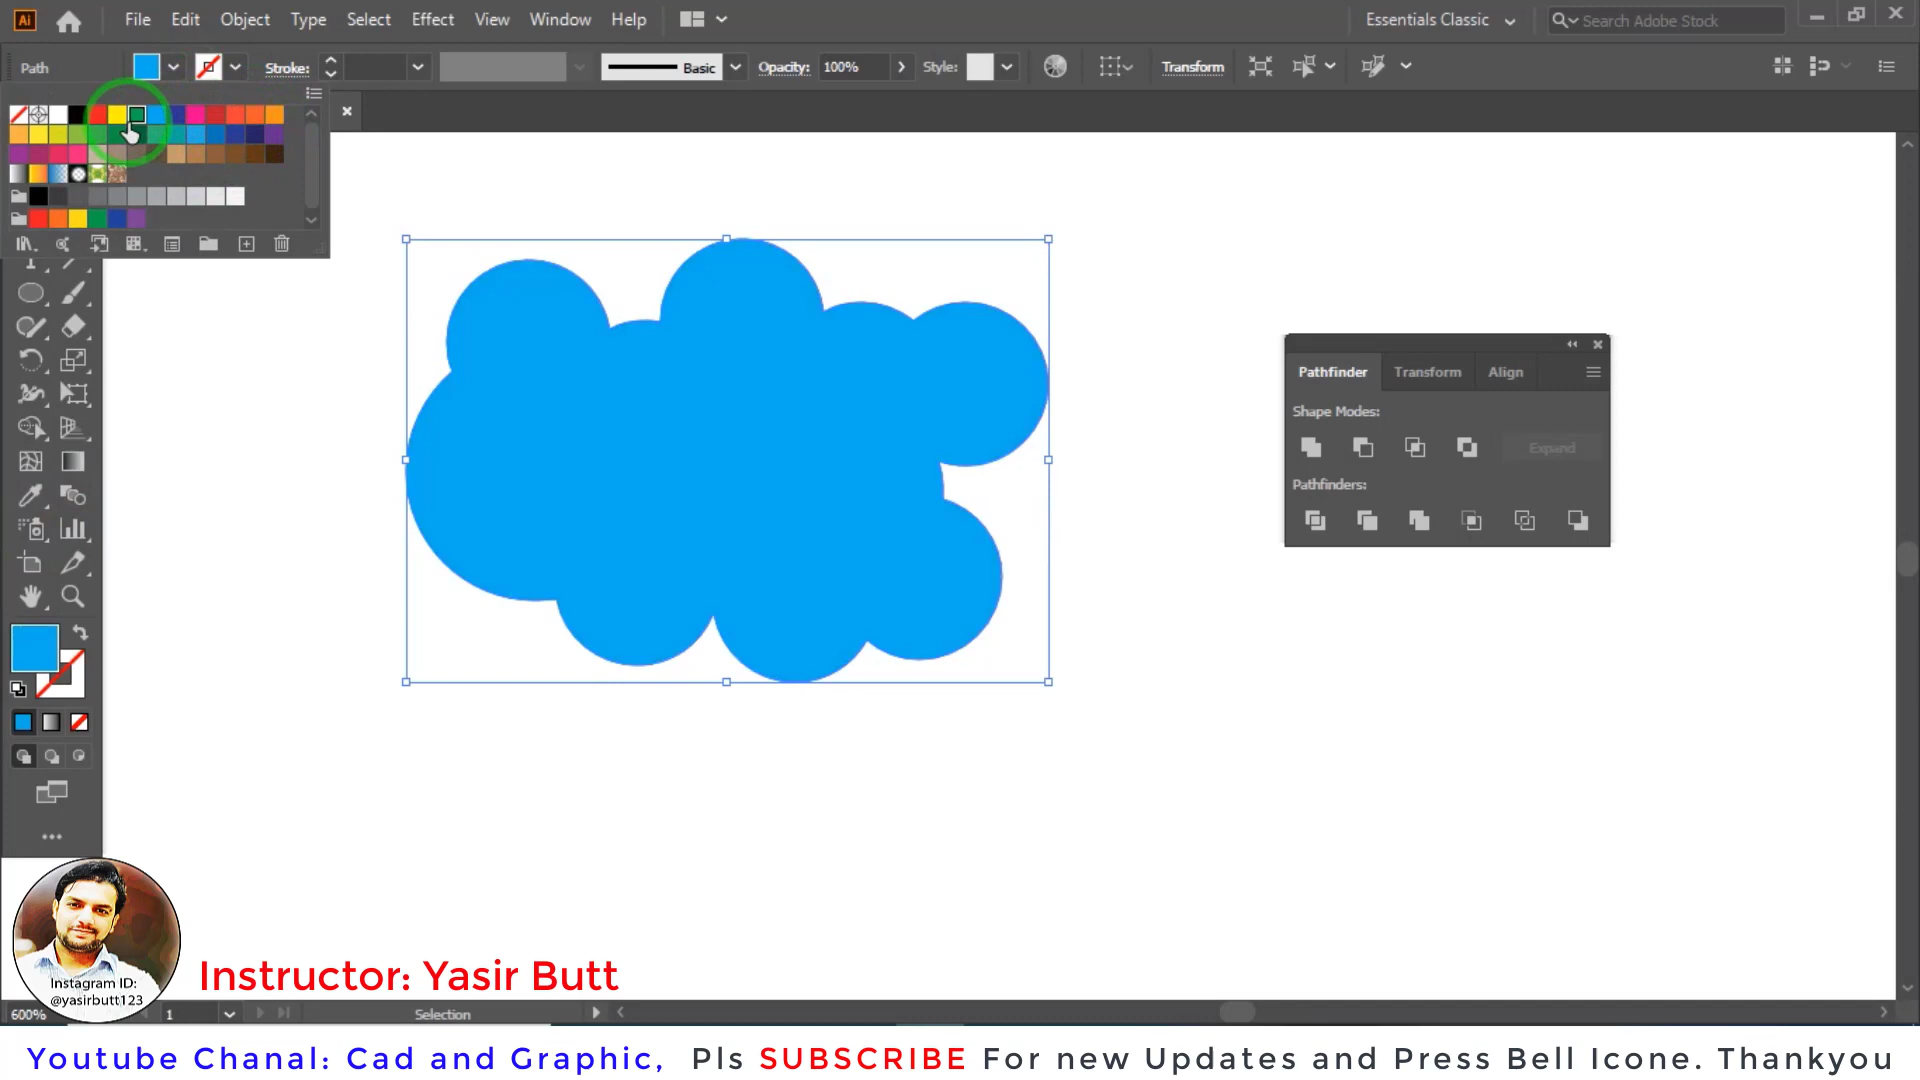 Ai File Edit Object Type Select Effect View Window Help Essentials Classic Search Adobe Stock
Path Stroke: Basic Opacity: 100% Style: Transform
Pathfinder Transform Align
Shape Modes:
Expand
Pathfinders:
Instagram ID:
@yasirbutt123
Instructor: Yasir Butt
600% 1 Selection
Youtube Chanal: Cad and Graphic, Pls SUBSCRIBE For new Updates and Press Bell Icone. Thankyou